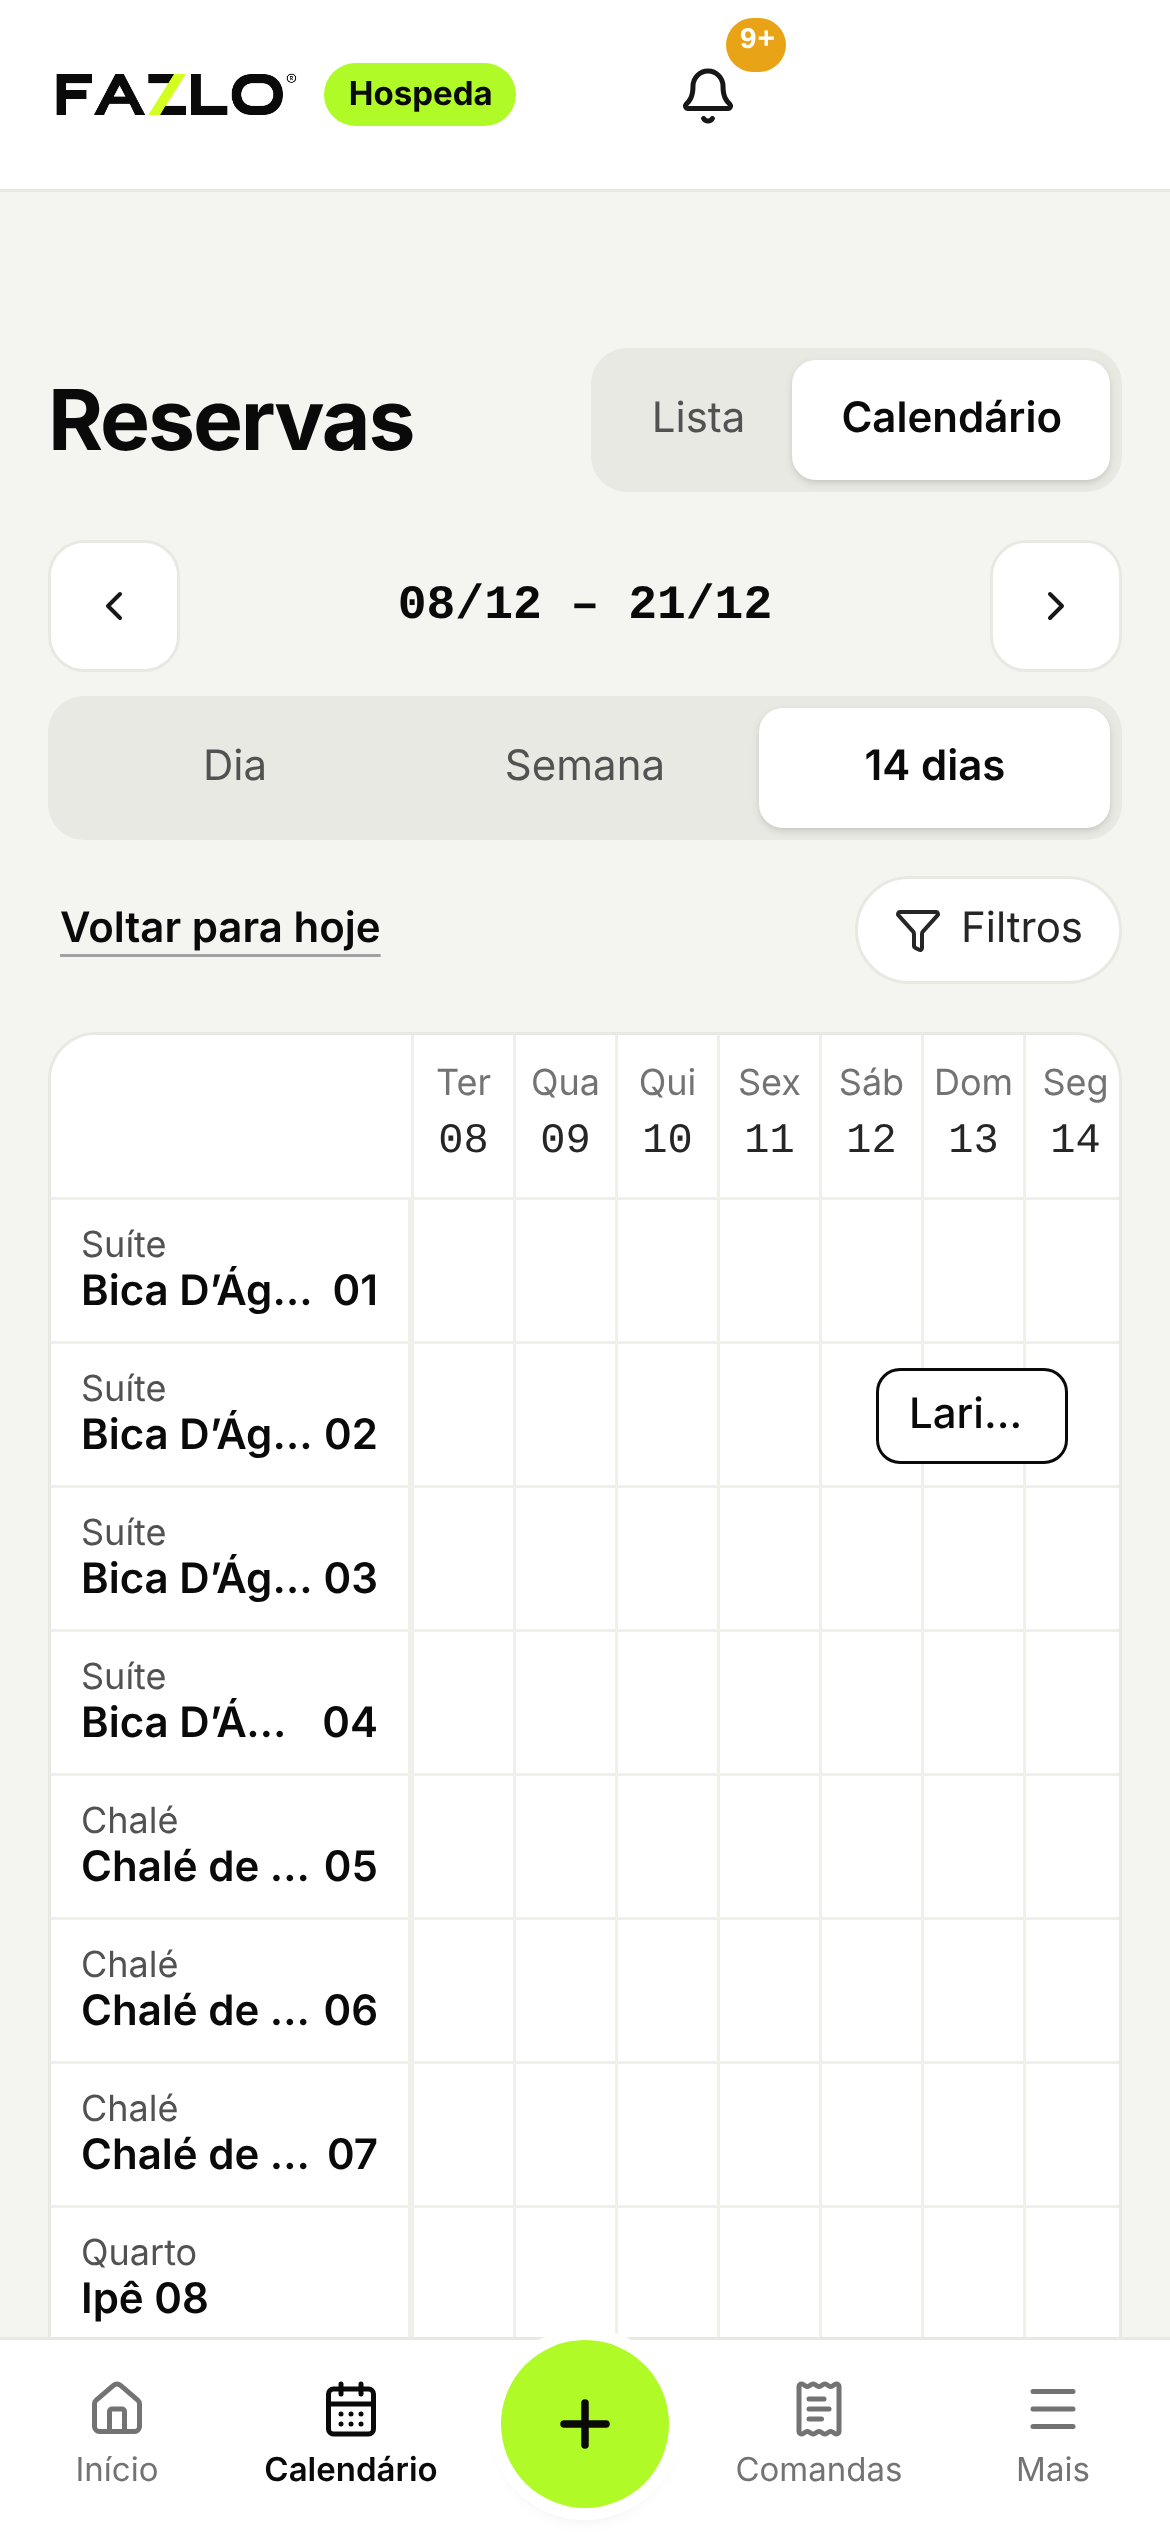 FAZLO®
Hospeda
9+
Reservas
Lista
Calendário
08/12 – 21/12
Dia
Semana
14 dias
Voltar para hoje
Filtros
Ter Qua Qui Sex Sáb Dom Seg
08 09 10 11 12 13 14
Suíte
Bica D’Ág... 01
Suíte
Bica D’Ág... 02
Lari...
Suíte
Bica D’Ág... 03
Suíte
Bica D’Á... 04
Chalé
Chalé de ... 05
Chalé
Chalé de ... 06
Chalé
Chalé de ... 07
Quarto
Ipê 08
Início
Calendário
Comandas
Mais